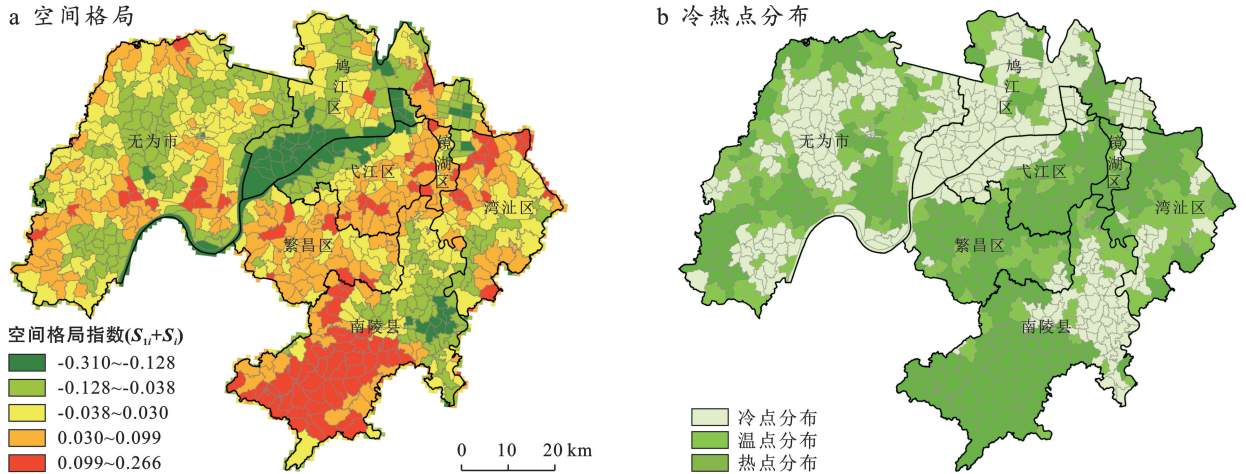 a 空间格局
鸠江区
无为市
镜湖区
弋江区
湾沚区
繁昌区
南陵县
空间格局指数(S₁ᵢ+Sᵢ)
-0.310~-0.128
-0.128~-0.038
-0.038~0.030
0.030~0.099
0.099~0.266
0 10 20 km
b 冷热点分布
鸠江区
无为市
镜湖区
弋江区
湾沚区
繁昌区
南陵县
冷点分布
温点分布
热点分布